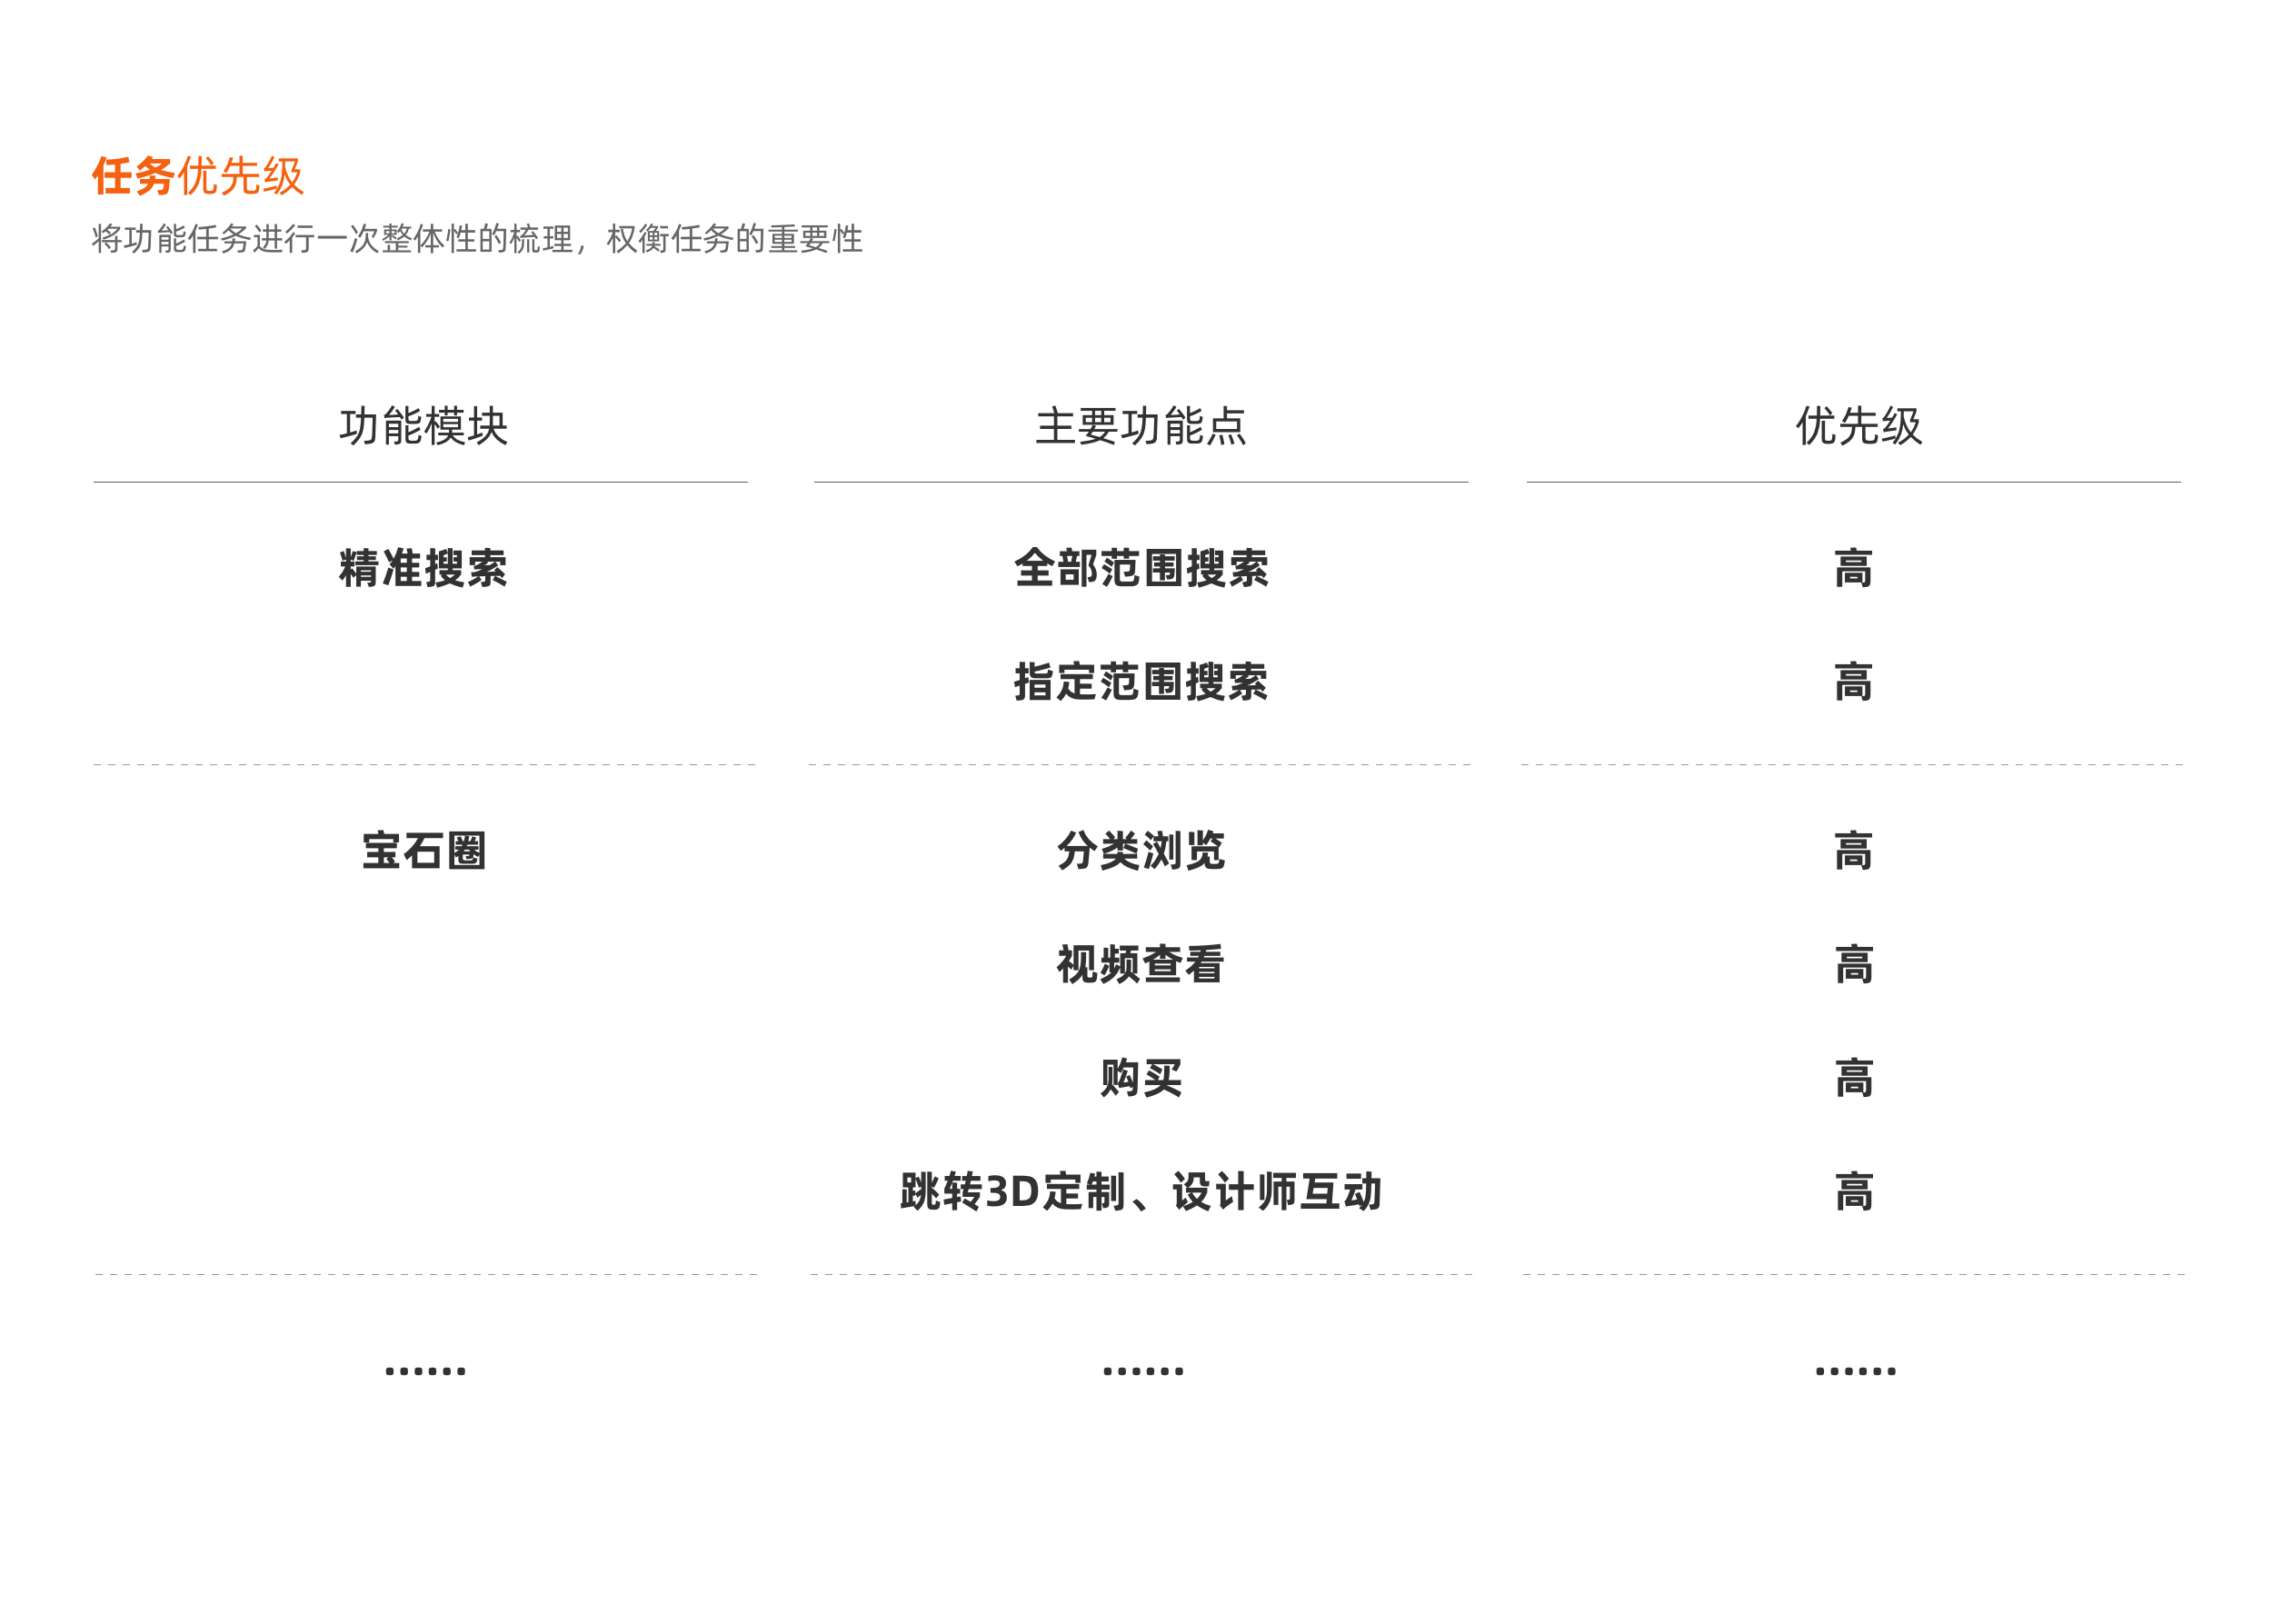 任务优先级
将功能任务进行一次整体性的梳理，权衡任务的重要性
功能模块 主要功能点 优先级
精准搜索 全部范围搜索 高
指定范围搜索 高
宝石圈 分类浏览 高
视频查看 高
购买 高
跳转3D定制、设计师互动 高
...... ...... ......